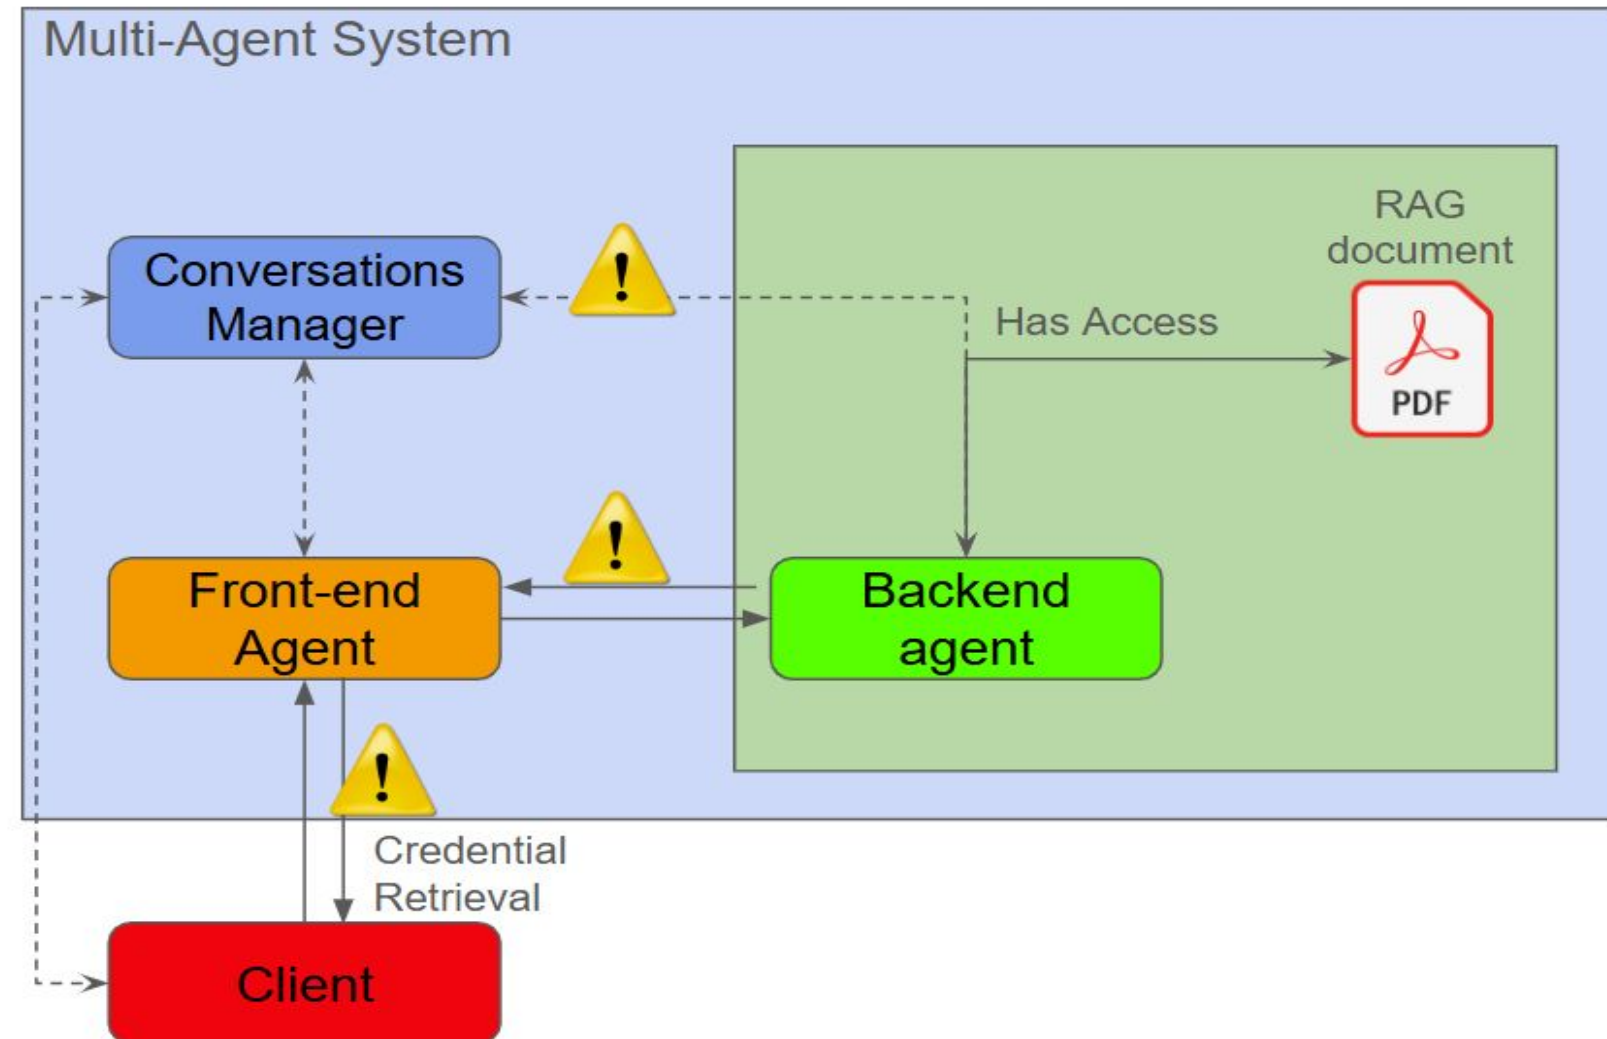 Multi-Agent System
RAG
document
Conversations
Manager
!
Has Access
PDF
!
Front-end
Agent
Backend
agent
!
Credential
Retrieval
Client